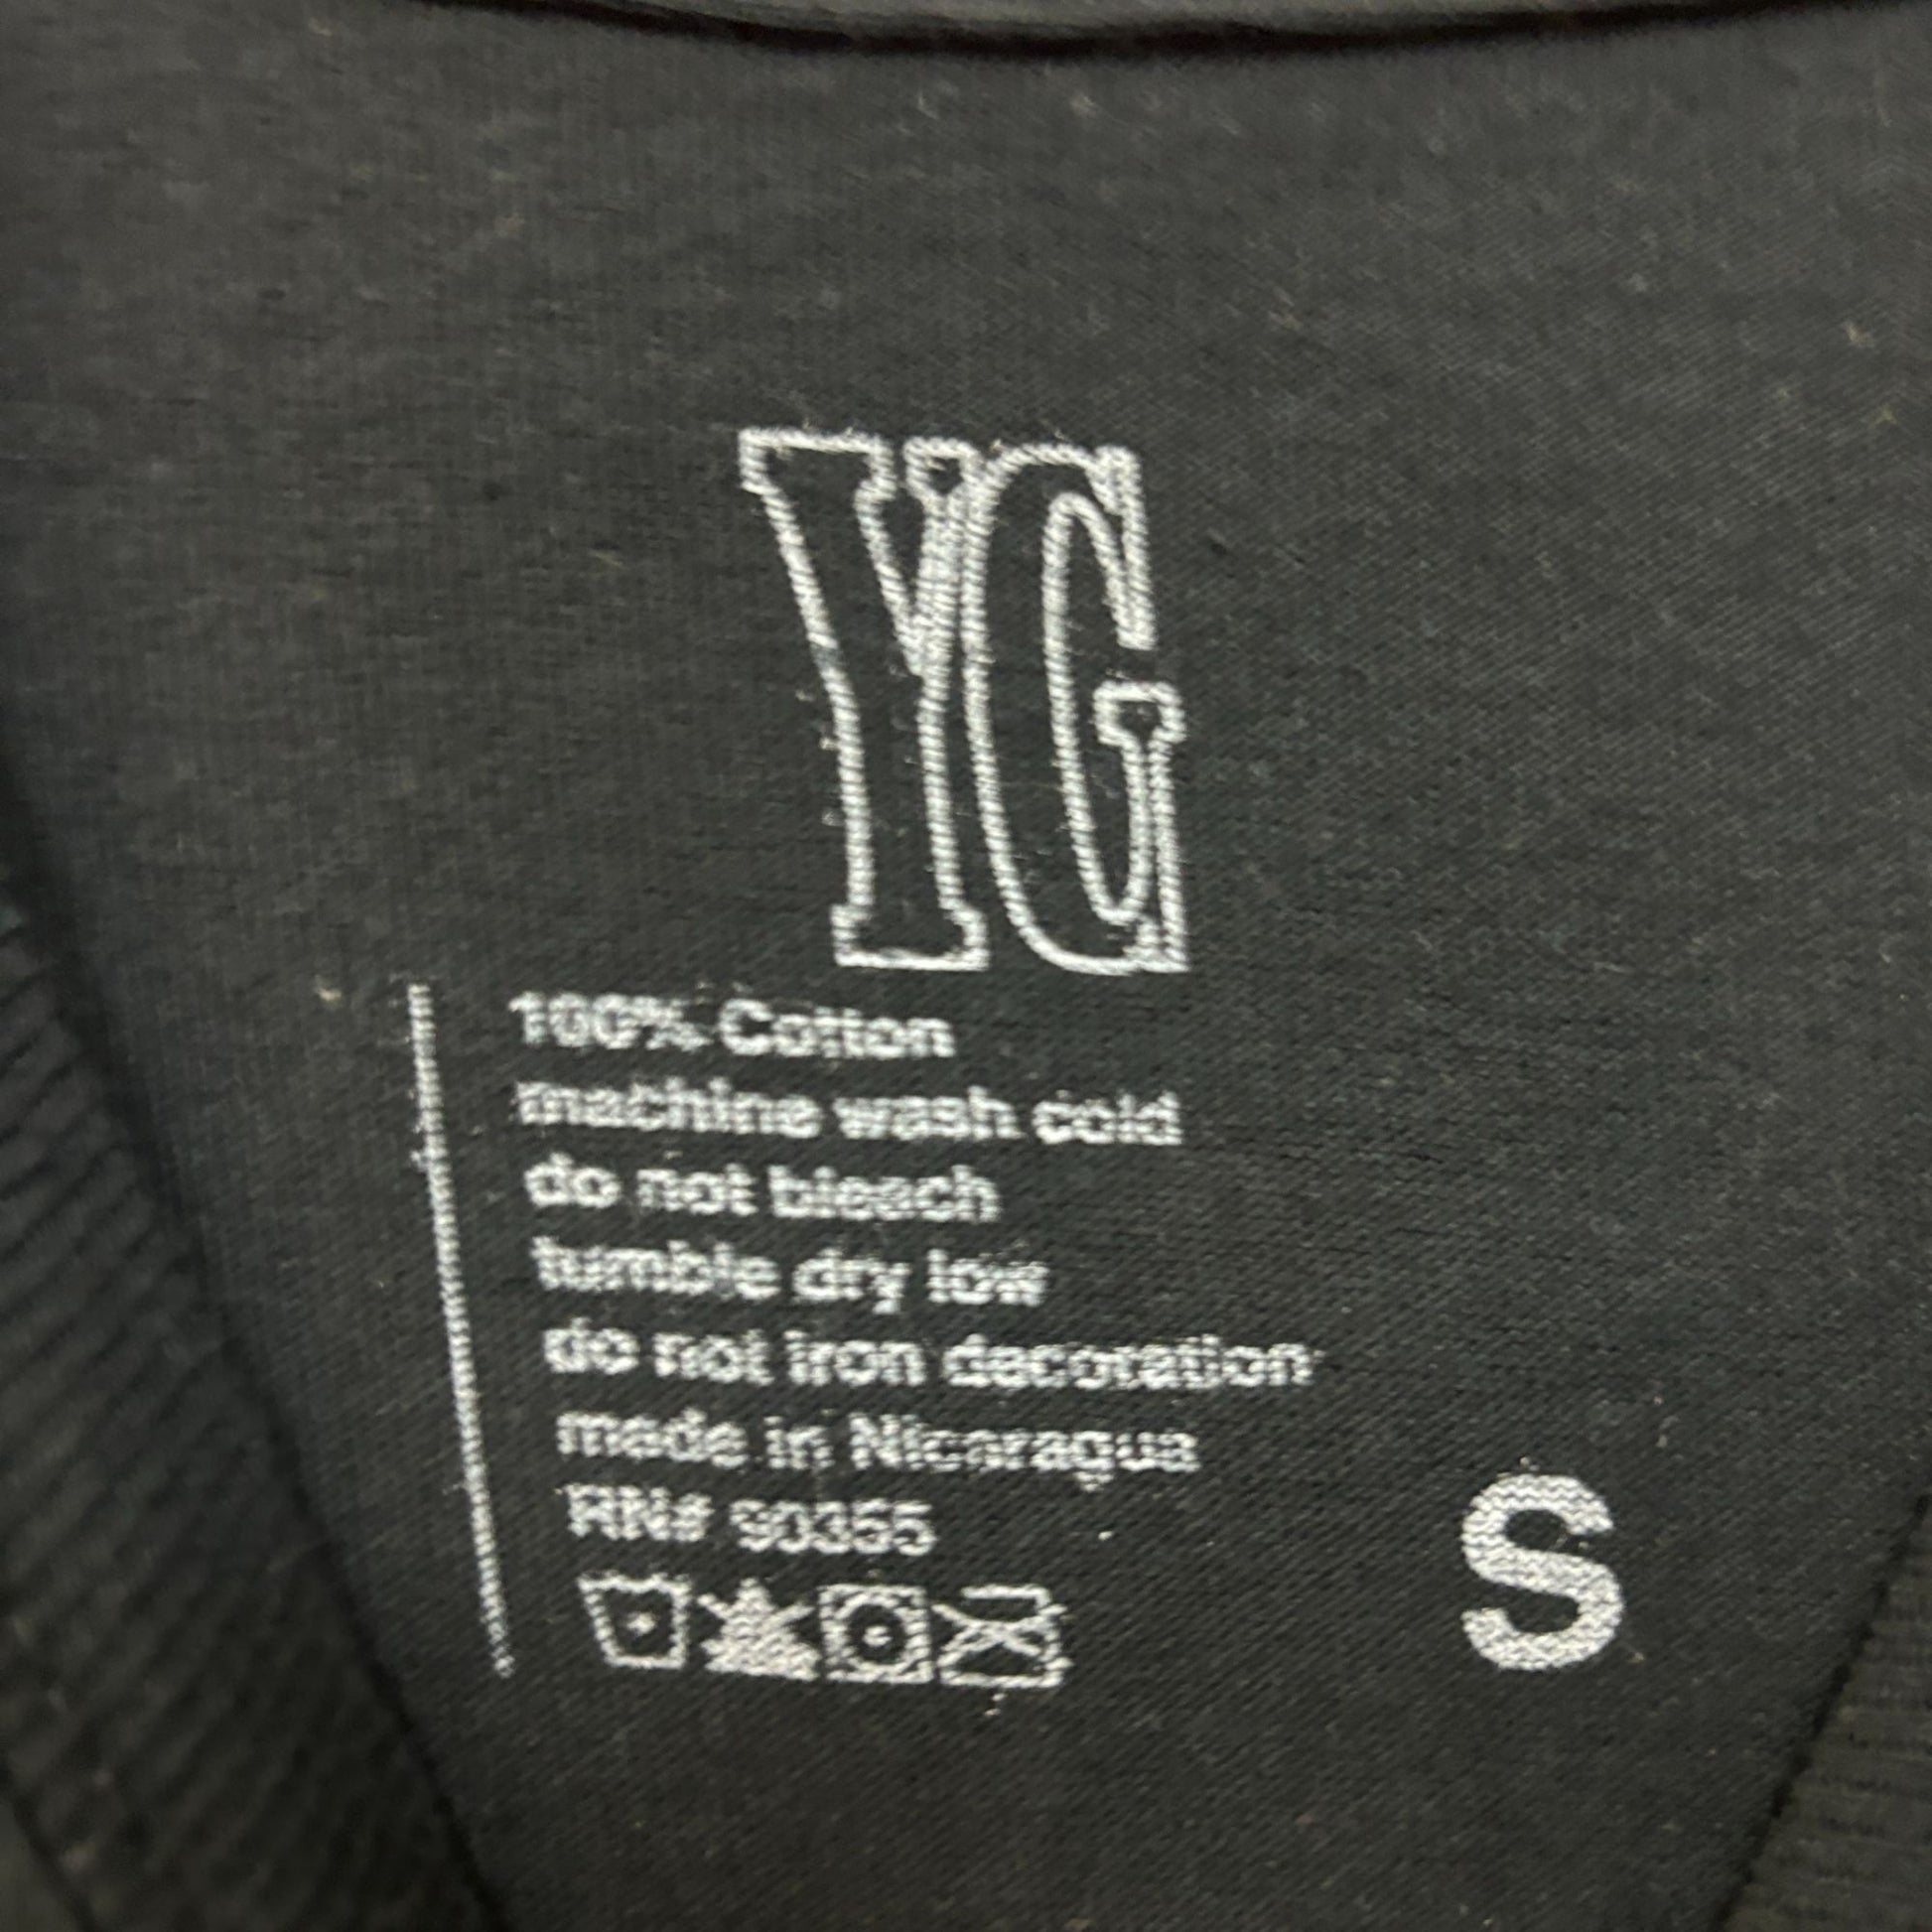 YG
100% Cotton
machine wash cold
do not bleach
tumble dry low
do not iron decoration
made in Nicaragua
RN# 90355
S